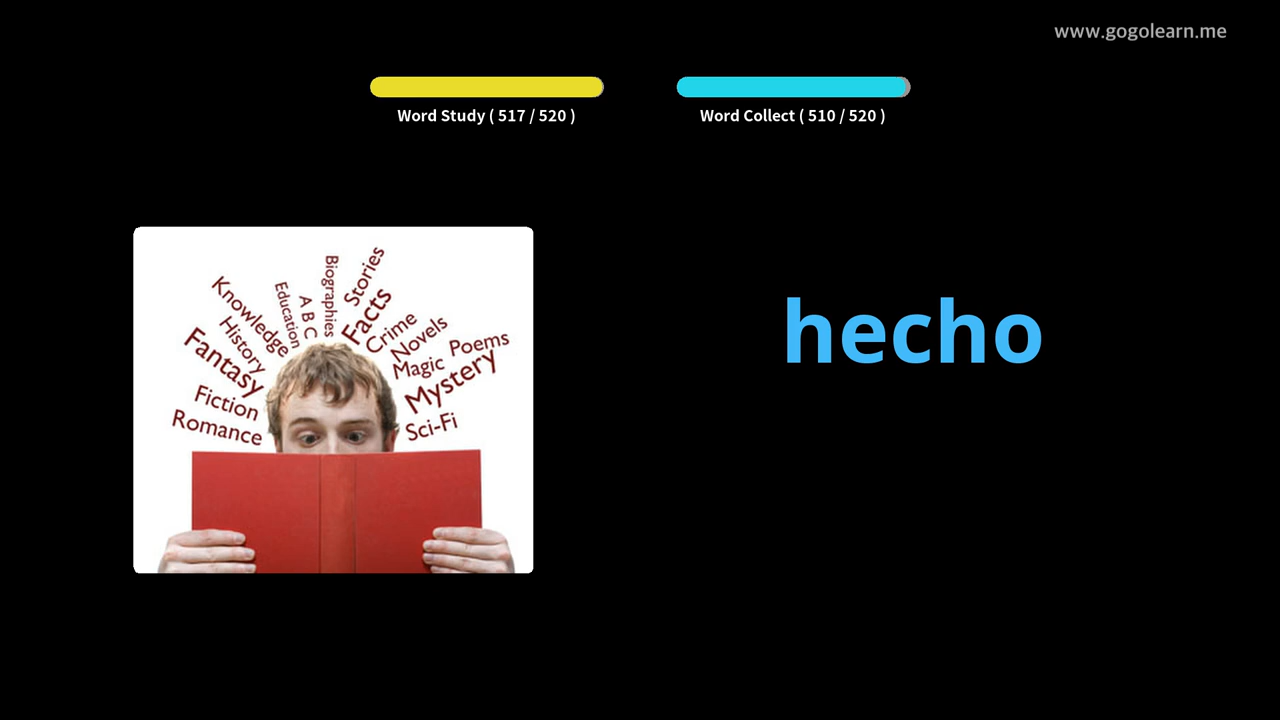 www.gogolearn.me
Word Study ( 517 / 520 )
Word Collect ( 510 / 520 )
Biographies
Stories
Education
A B C
Facts
Knowledge
Crime
History
Novels
Poems
Fantasy
Magic
Mystery
Fiction
Romance
Sci-Fi
hecho